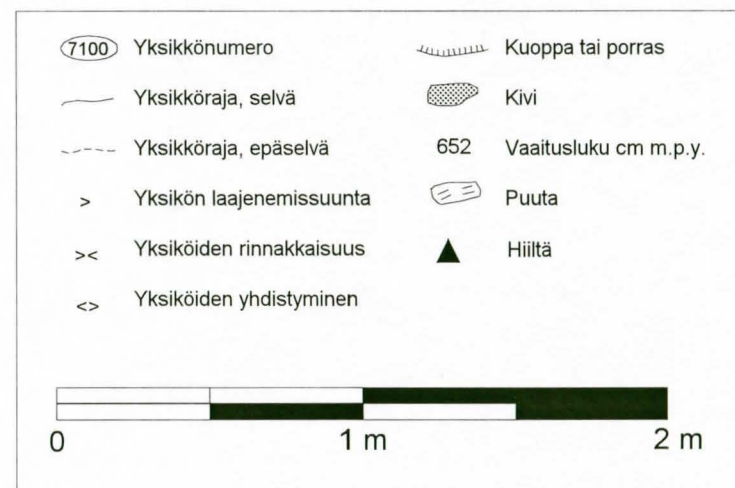 7100 Yksikkönumero
Yksikköraja, selvä
Yksikköraja, epäselvä
> Yksikön laajenemissuunta
>< Yksiköiden rinnakkaisuus
<> Yksiköiden yhdistyminen
Kuoppa tai porras
Kivi
652 Vaaitusluku cm m.p.y.
Puuta
Hiiltä
0 1 m 2 m